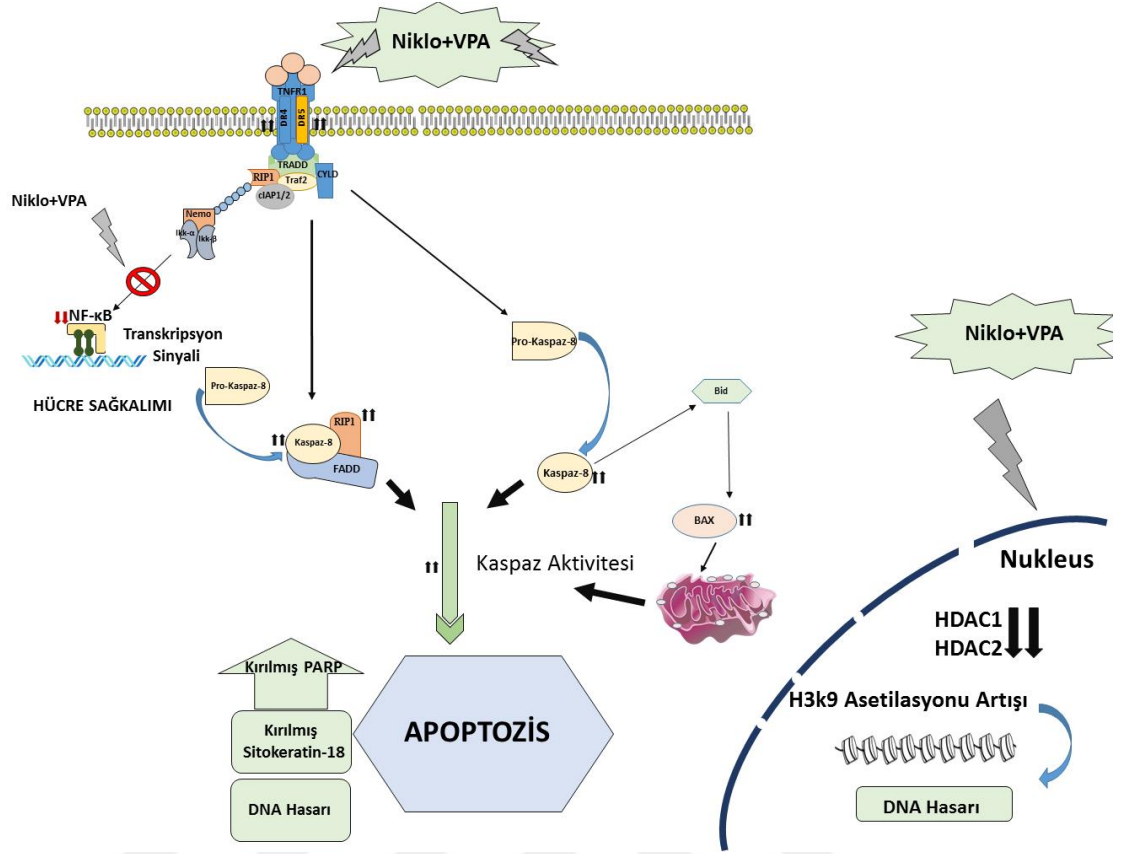 Niklo+VPA
TNFR1
DR4
DR5
TRADD
CYLD
RIP1
Traf2
cIAP1/2
Niklo+VPA
Nemo
Ikk-α
Ikk-β
NF-κB
Transkripsyon
Sinyali
Pro-Kaspaz-8
HÜCRE SAĞKALIMI
Kaspaz-8
RIP1
FADD
Pro-Kaspaz-8
Bid
Kaspaz-8
BAX
Kaspaz Aktivitesi
Kırılmış PARP
Kırılmış
Sitokeratin-18
DNA Hasarı
APOPTOZİS
Niklo+VPA
Nukleus
HDAC1
HDAC2
H3k9 Asetilasyonu Artışı
DNA Hasarı